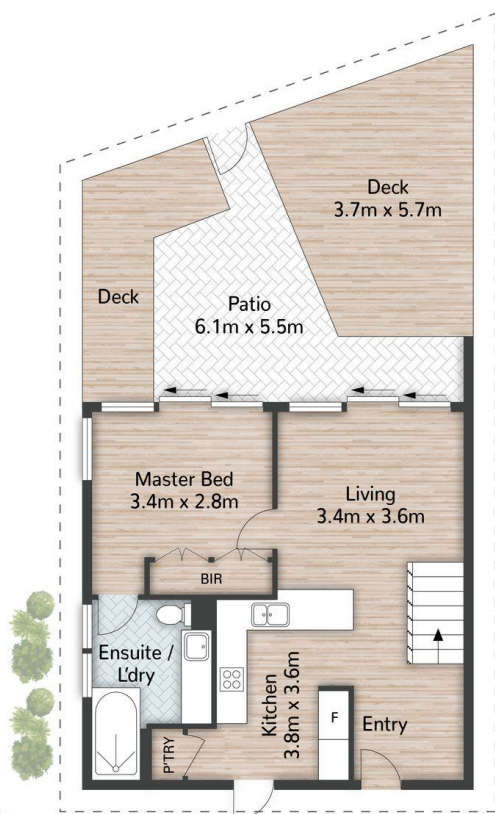 Deck
3.7m x 5.7m
Deck
Patio
6.1m x 5.5m
Master Bed
3.4m x 2.8m
Living
3.4m x 3.6m
BIR
Ensuite /
L'dry
Kitchen
3.8m x 3.6m
F
Entry
P'TRY